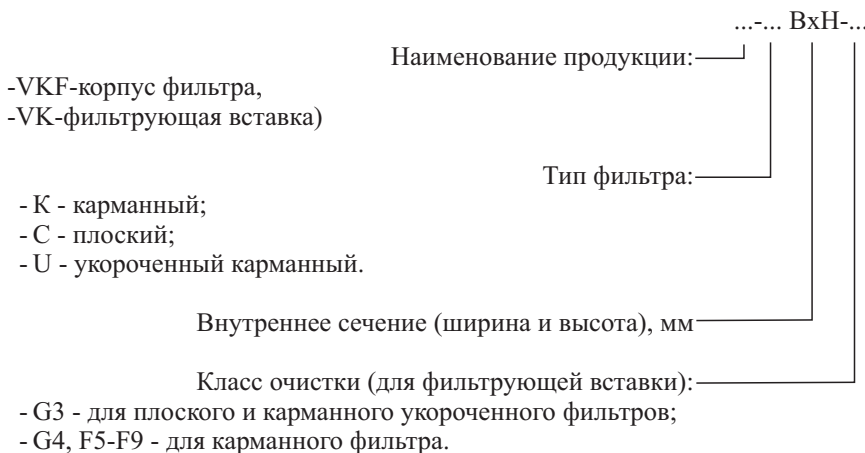 ...-... ВхН-...
Наименование продукции:
-VKF-корпус фильтра,
-VK-фильтрующая вставка)
Тип фильтра:
- К - карманный;
- С - плоский;
- U - укороченный карманный.
Внутреннее сечение (ширина и высота), мм
Класс очистки (для фильтрующей вставки):
- G3 - для плоского и карманного укороченного фильтров;
- G4, F5-F9 - для карманного фильтра.